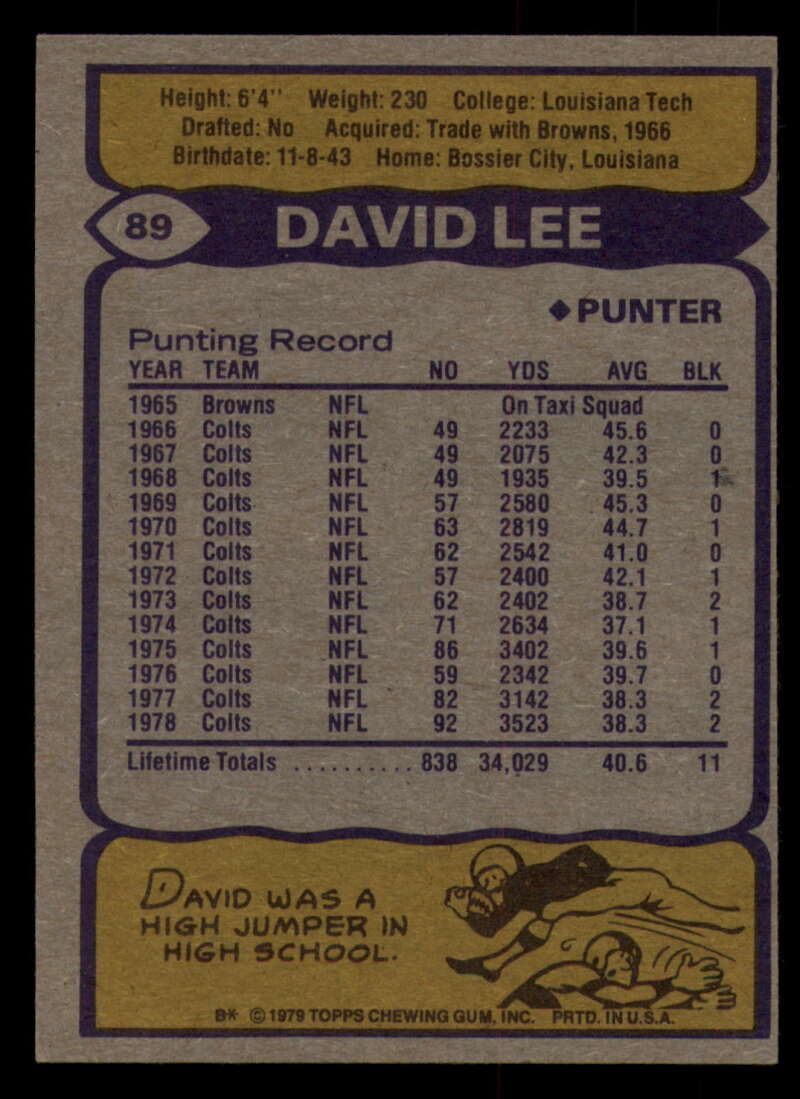 Height: 6'4" Weight: 230 College: Louisiana Tech
Drafted: No Acquired: Trade with Browns, 1966
Birthdate: 11-8-43 Home: Bossier City, Louisiana
89 DAVID LEE
◆ PUNTER
Punting Record
YEAR TEAM NO YDS AVG BLK
1965 Browns NFL On Taxi Squad
1966 Colts NFL 49 2233 45.6 0
1967 Colts NFL 49 2075 42.3 0
1968 Colts NFL 49 1935 39.5 1
1969 Colts NFL 57 2580 45.3 0
1970 Colts NFL 63 2819 44.7 1
1971 Colts NFL 62 2542 41.0 0
1972 Colts NFL 57 2400 42.1 1
1973 Colts NFL 62 2402 38.7 2
1974 Colts NFL 71 2634 37.1 1
1975 Colts NFL 86 3402 39.6 1
1976 Colts NFL 59 2342 39.7 0
1977 Colts NFL 82 3142 38.3 2
1978 Colts NFL 92 3523 38.3 2
Lifetime Totals .......... 838 34,029 40.6 11
DAVID WAS A
HIGH JUMPER IN
HIGH SCHOOL.
B* © 1979 TOPPS CHEWING GUM, INC. PRTD. IN U.S.A.